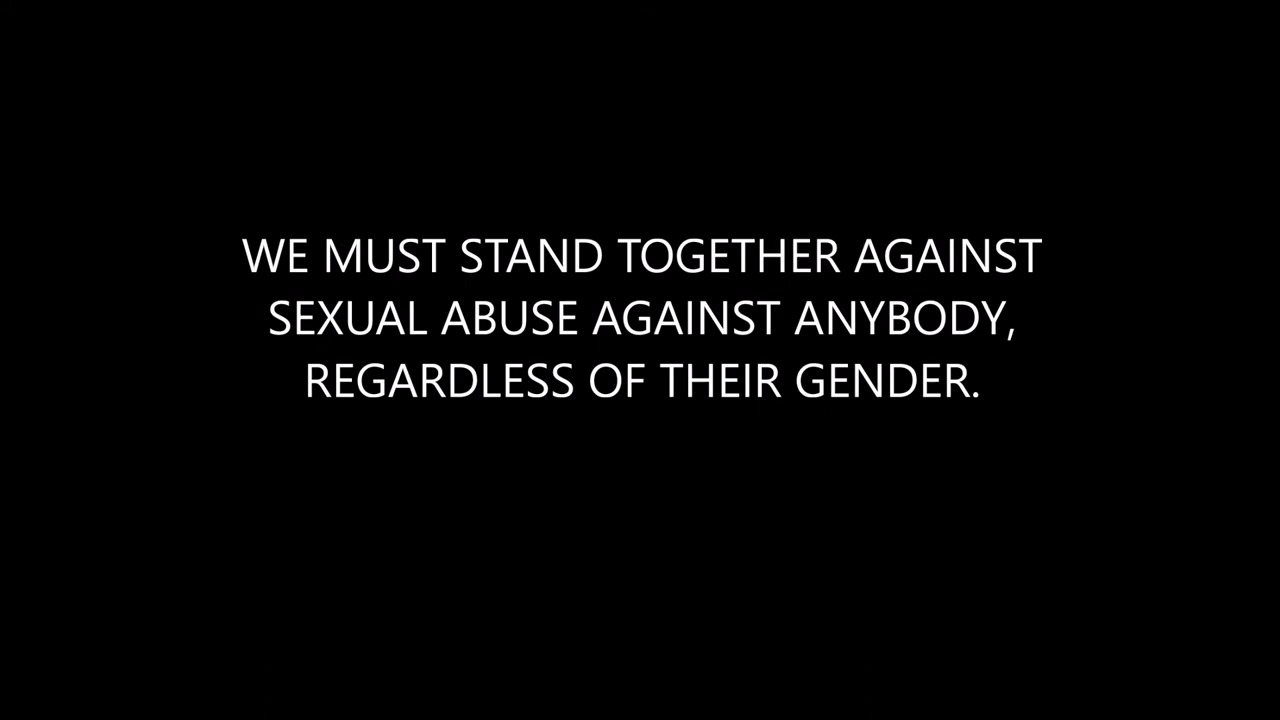 WE MUST STAND TOGETHER AGAINST
SEXUAL ABUSE AGAINST ANYBODY,
REGARDLESS OF THEIR GENDER.